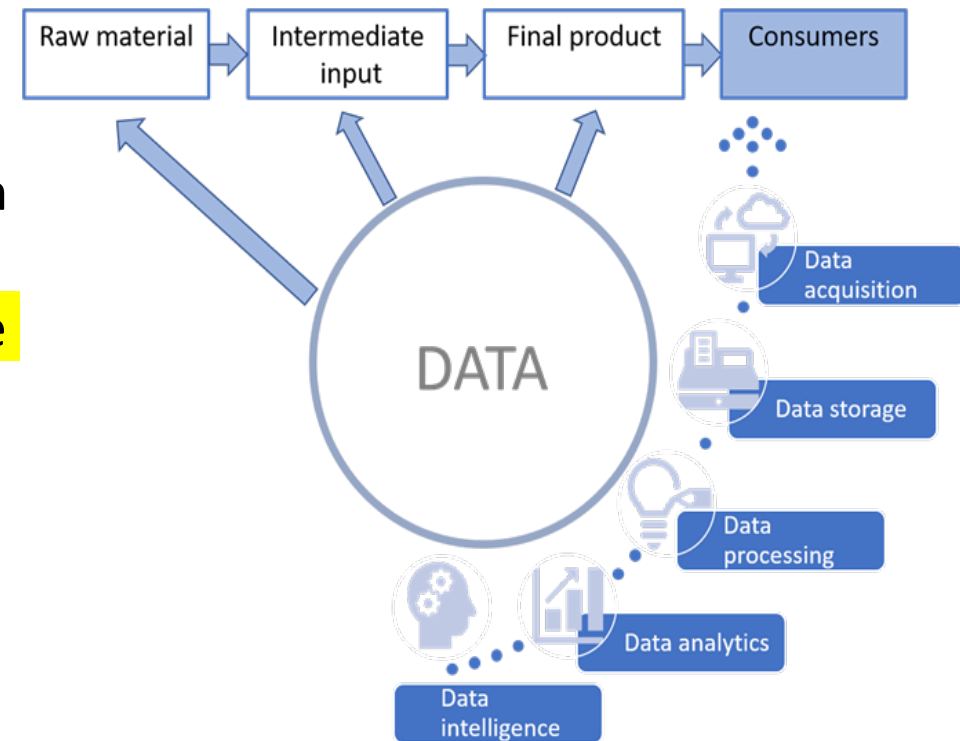 Raw material
Intermediate
input
Final product
Consumers
n
e
DATA
Data
acquisition
Data storage
Data
processing
Data analytics
Data
intelligence